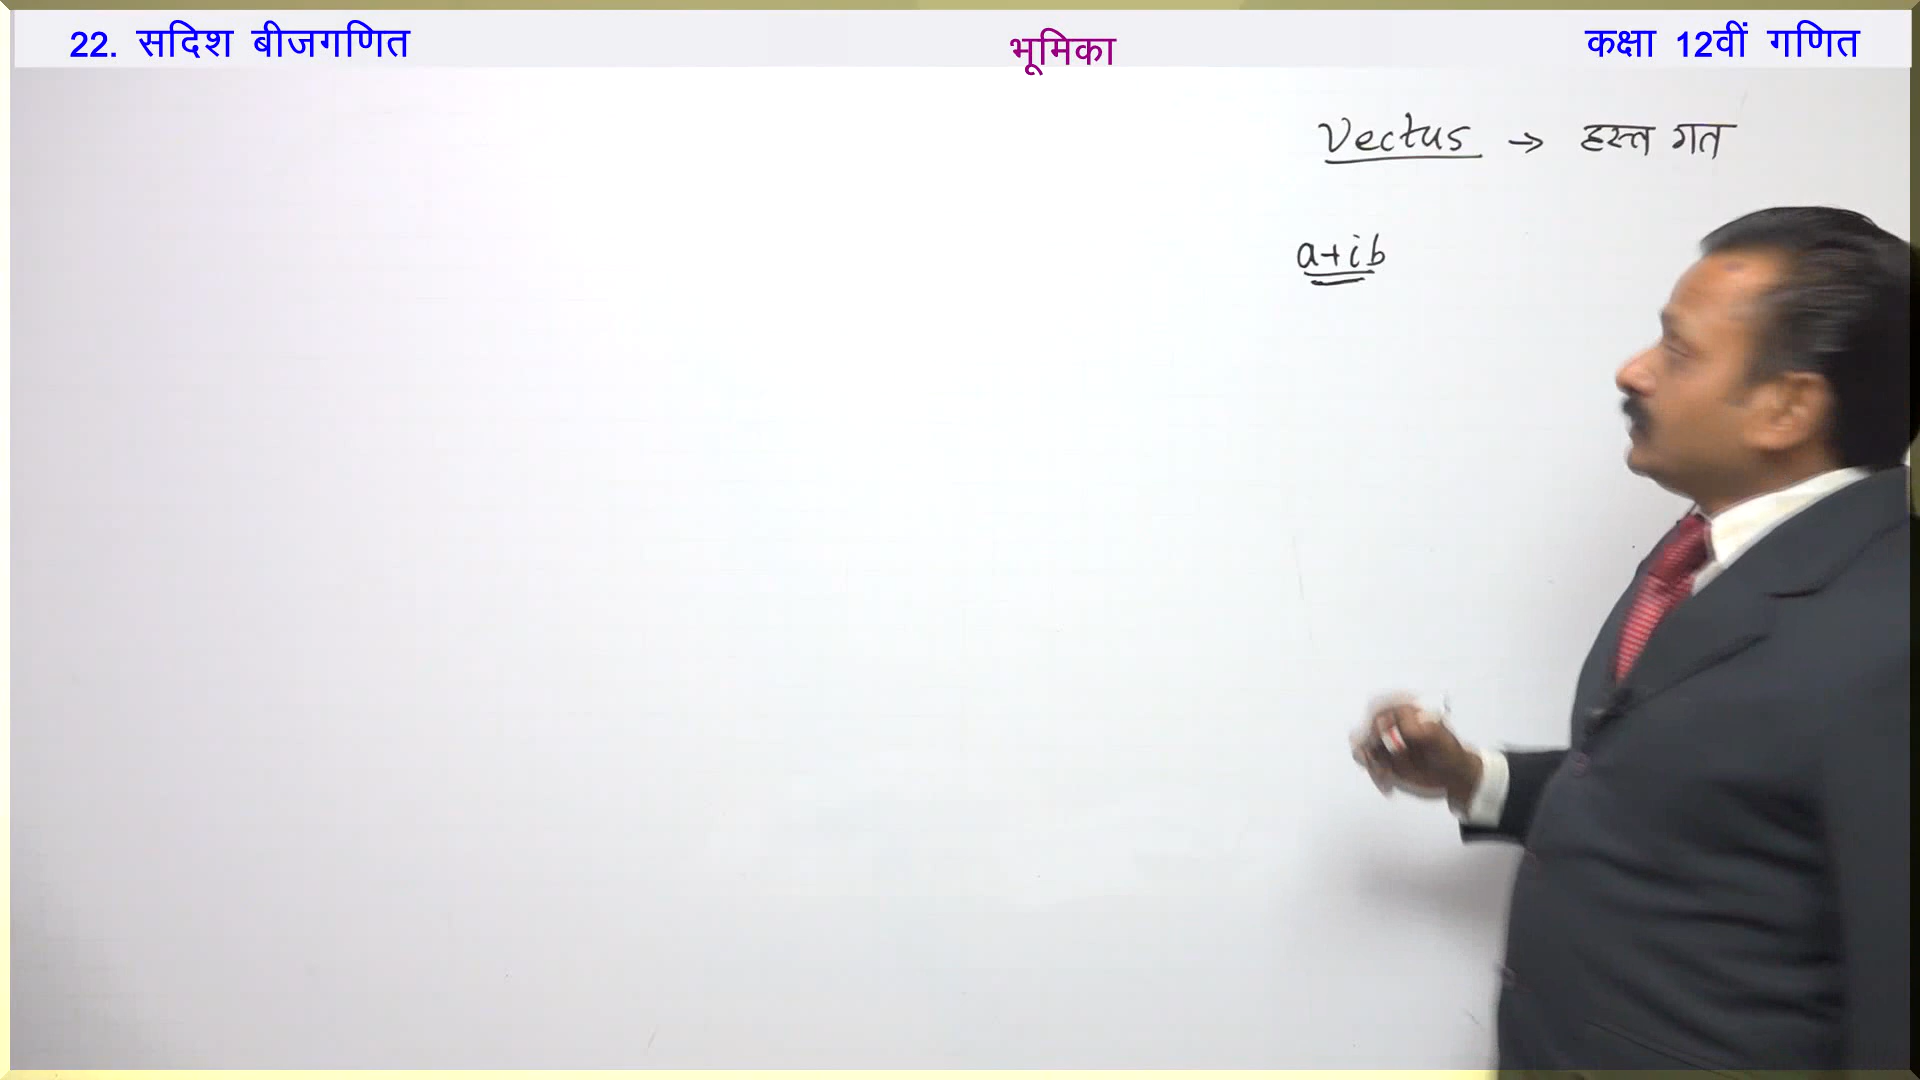 22. सदिश बीजगणित
भूमिका
कक्षा 12वीं गणित
Vectus → हस्त गत
a+ib